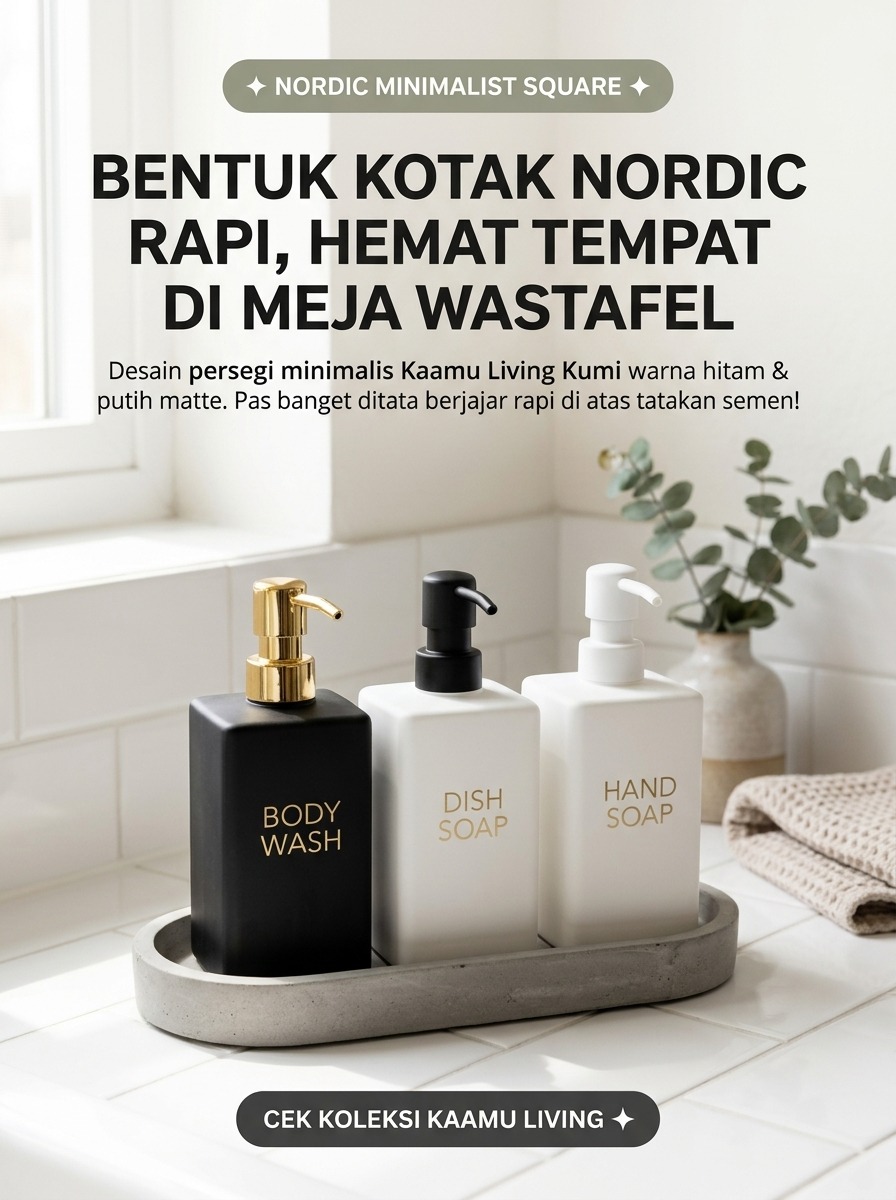 ✦ NORDIC MINIMALIST SQUARE ✦
BENTUK KOTAK NORDIC
RAPI, HEMAT TEMPAT
DI MEJA WASTAFEL
Desain persegi minimalis Kaamu Living Kumi warna hitam &
putih matte. Pas banget ditata berjajar rapi di atas tatakan semen!
BODY
WASH
DISH
SOAP
HAND
SOAP
CEK KOLEKSI KAAMU LIVING ✦